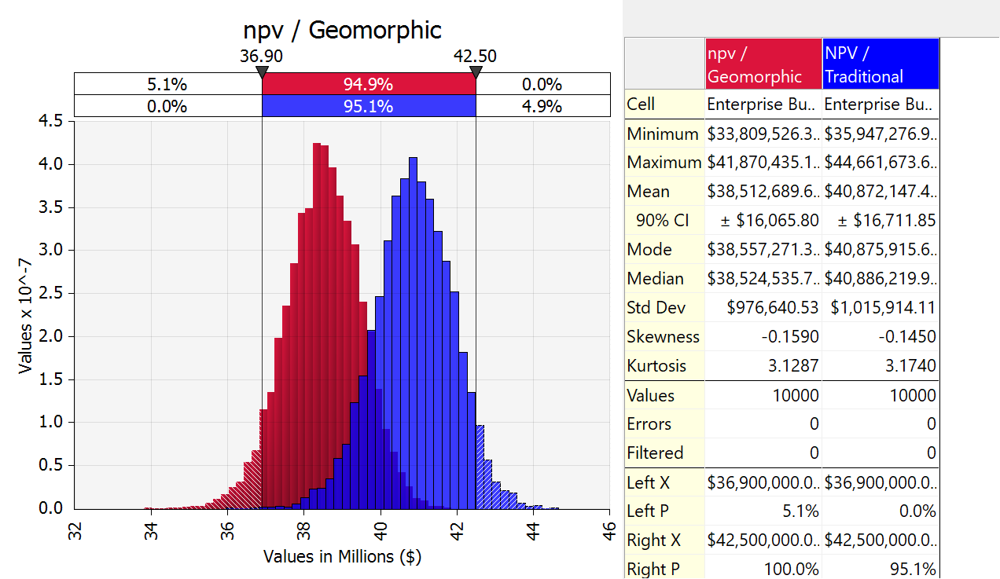 npv / Geomorphic
36.90 42.50
5.1% 94.9% 0.0%
0.0% 95.1% 4.9%
4.5
4.0
3.5
3.0
2.5
2.0
1.5
1.0
0.5
0.0
Values x 10^-7
32 34 36 38 40 42 44 46
Values in Millions ($)
npv / NPV /
Geomorphic Traditional
Cell Enterprise Bu.. Enterprise Bu..
Minimum $33,809,526.3.. $35,947,276.9..
Maximum $41,870,435.1.. $44,661,673.6..
Mean $38,512,689.6.. $40,872,147.4..
90% CI ± $16,065.80 ± $16,711.85
Mode $38,557,271.3.. $40,875,915.6..
Median $38,524,535.7.. $40,886,219.9..
Std Dev $976,640.53 $1,015,914.11
Skewness -0.1590 -0.1450
Kurtosis 3.1287 3.1740
Values 10000 10000
Errors 0 0
Filtered 0 0
Left X $36,900,000.0.. $36,900,000.0..
Left P 5.1% 0.0%
Right X $42,500,000.0.. $42,500,000.0..
Right P 100.0% 95.1%